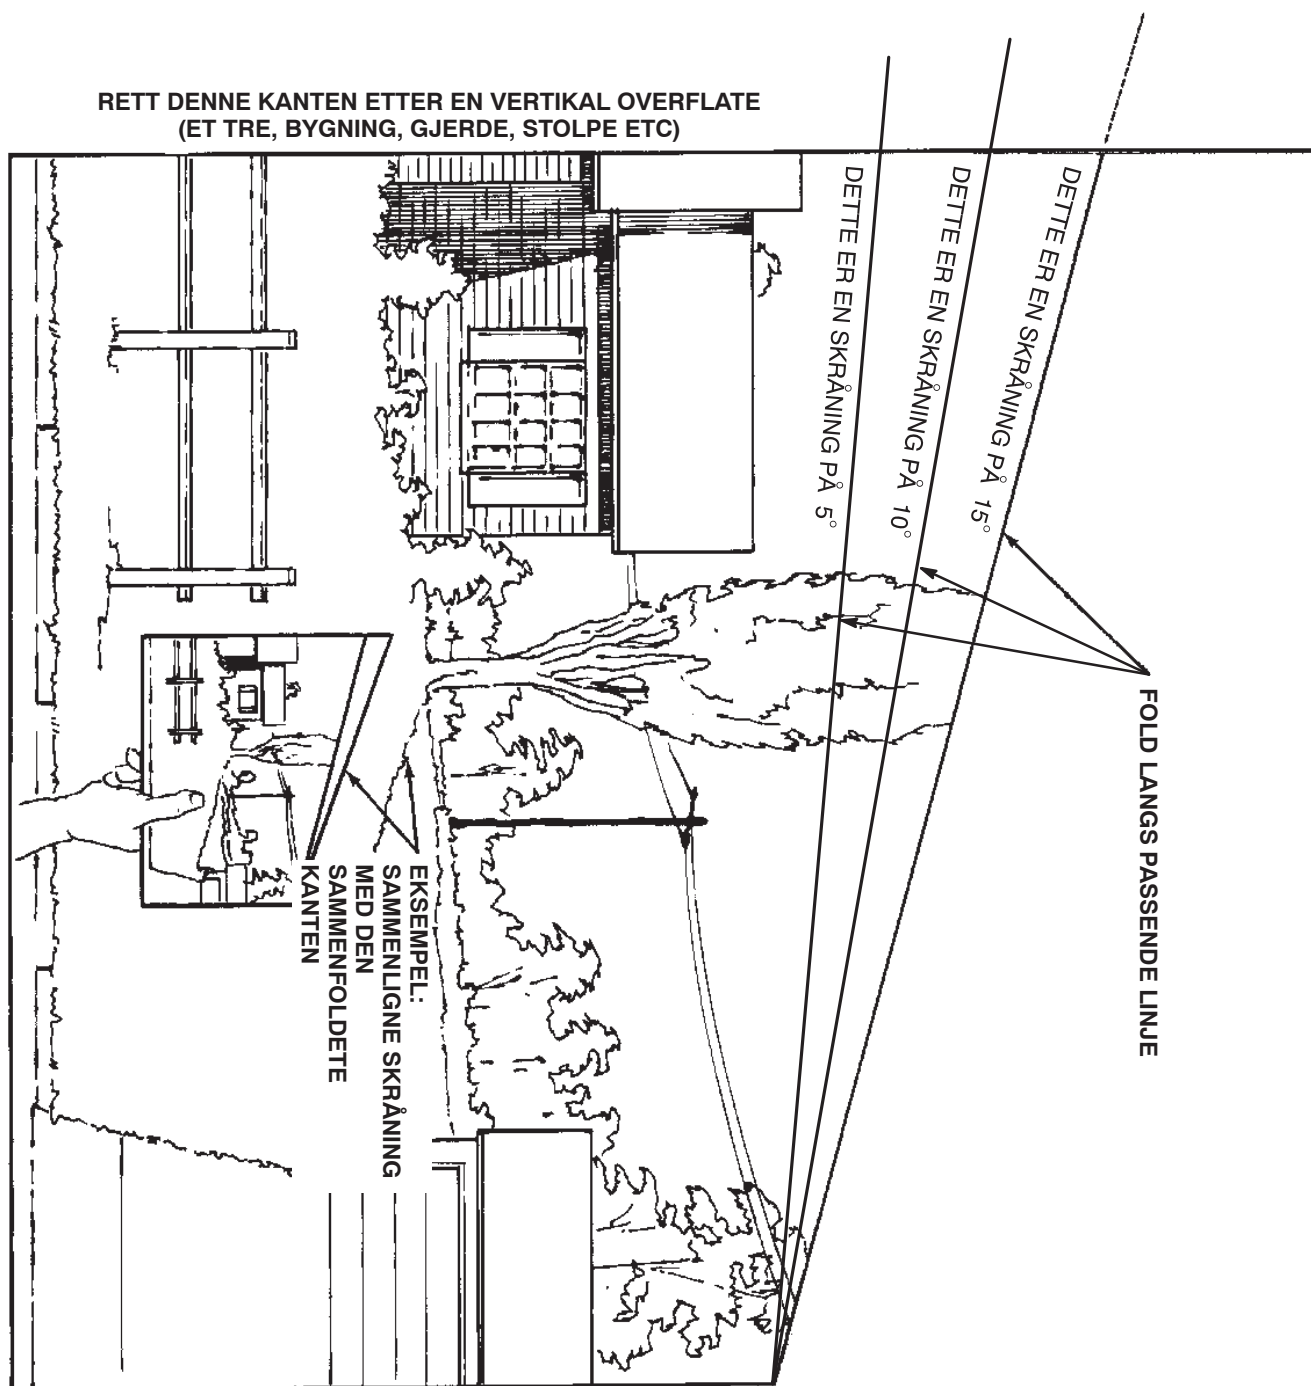 RETT DENNE KANTEN ETTER EN VERTIKAL OVERFLATE
(ET TRE, BYGNING, GJERDE, STOLPE ETC)
DETTE ER EN SKRÅNING PÅ 15°
DETTE ER EN SKRÅNING PÅ 10°
DETTE ER EN SKRÅNING PÅ 5°
FOLD LANGS PASSENDE LINJE
EKSEMPEL:
SAMMENLIGNE SKRÅNING
MED DEN
SAMMENFOLDETE
KANTEN